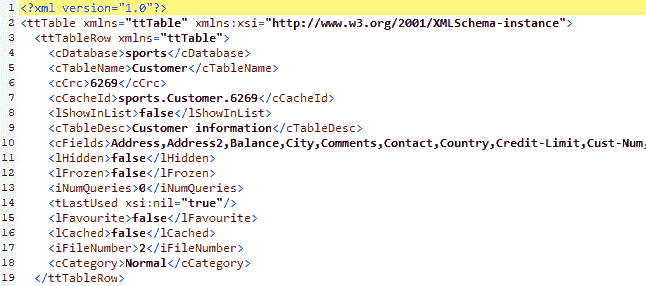 1 <?xml version="1.0"?>
2 <ttTable xmlns="ttTable" xmlns:xsi="http://www.w3.org/2001/XMLSchema-instance">
3 <ttTableRow xmlns="ttTable">
4 <cDatabase>sports</cDatabase>
5 <cTableName>Customer</cTableName>
6 <cCrc>6269</cCrc>
7 <cCacheId>sports.Customer.6269</cCacheId>
8 <lShowInList>false</lShowInList>
9 <cTableDesc>Customer information</cTableDesc>
10 <cFields>Address,Address2,Balance,City,Comments,Contact,Country,Credit-Limit,Cust-Num,
11 <lHidden>false</lHidden>
12 <lFrozen>false</lFrozen>
13 <iNumQueries>0</iNumQueries>
14 <tLastUsed xsi:nil="true"/>
15 <lFavourite>false</lFavourite>
16 <lCached>false</lCached>
17 <iFileNumber>2</iFileNumber>
18 <cCategory>Normal</cCategory>
19 </ttTableRow>